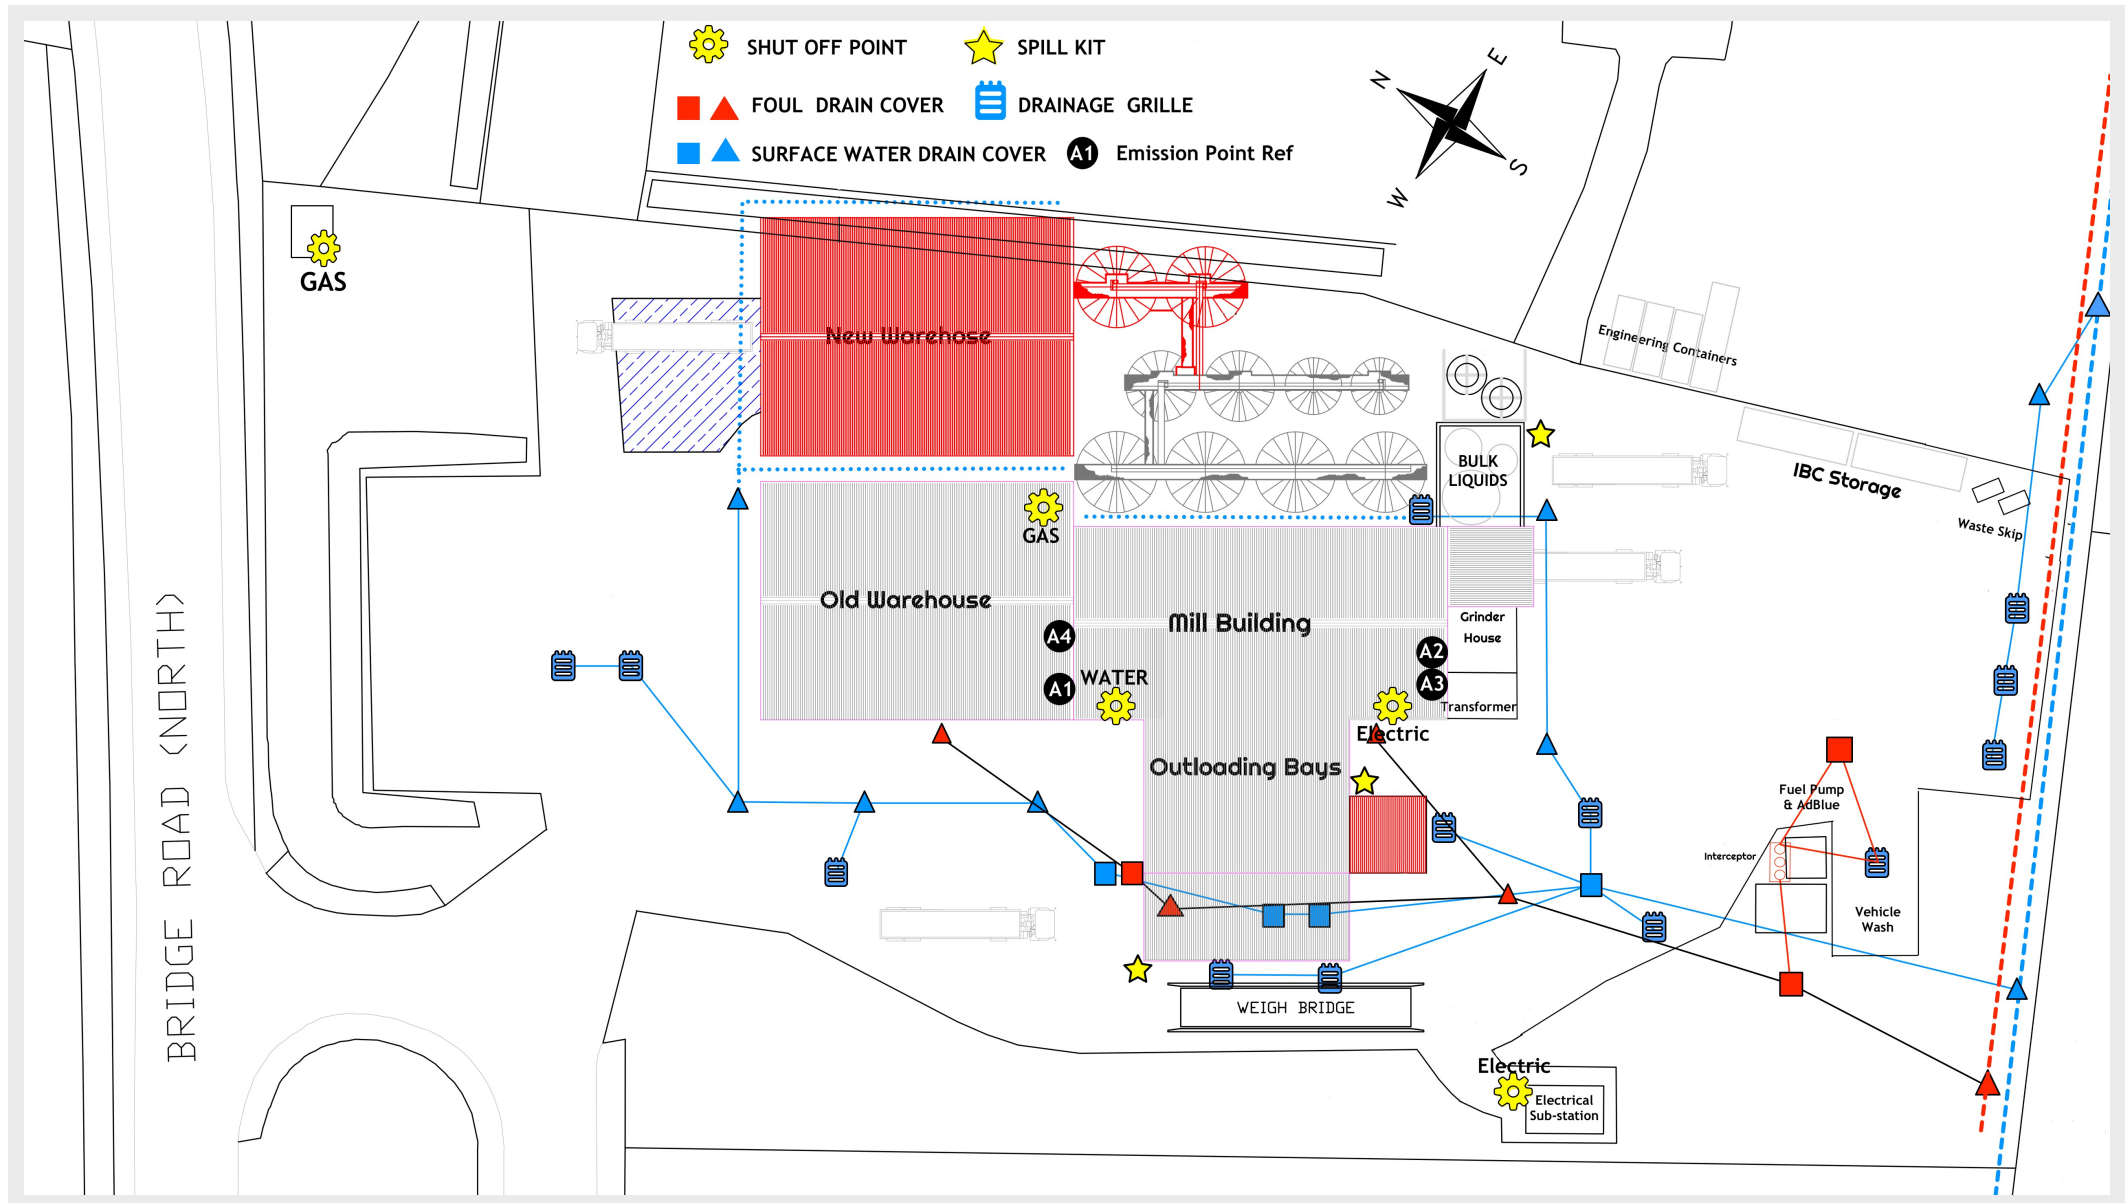 SHUT OFF POINT
SPILL KIT
FOUL DRAIN COVER
DRAINAGE GRILLE
SURFACE WATER DRAIN COVER
A1 Emission Point Ref
N
E
S
W
GAS
New Warehose
Engineering Containers
BULK
LIQUIDS
IBC Storage
Waste Skip
GAS
Old Warehouse
Mill Building
Grinder
House
A4
A2
WATER
A1
A3
Transformer
Electric
Outloading Bays
BRIDGE ROAD (NORTH)
Fuel Pump
& AdBlue
Interceptor
Vehicle
Wash
WEIGH BRIDGE
Electric
Electrical
Sub-station